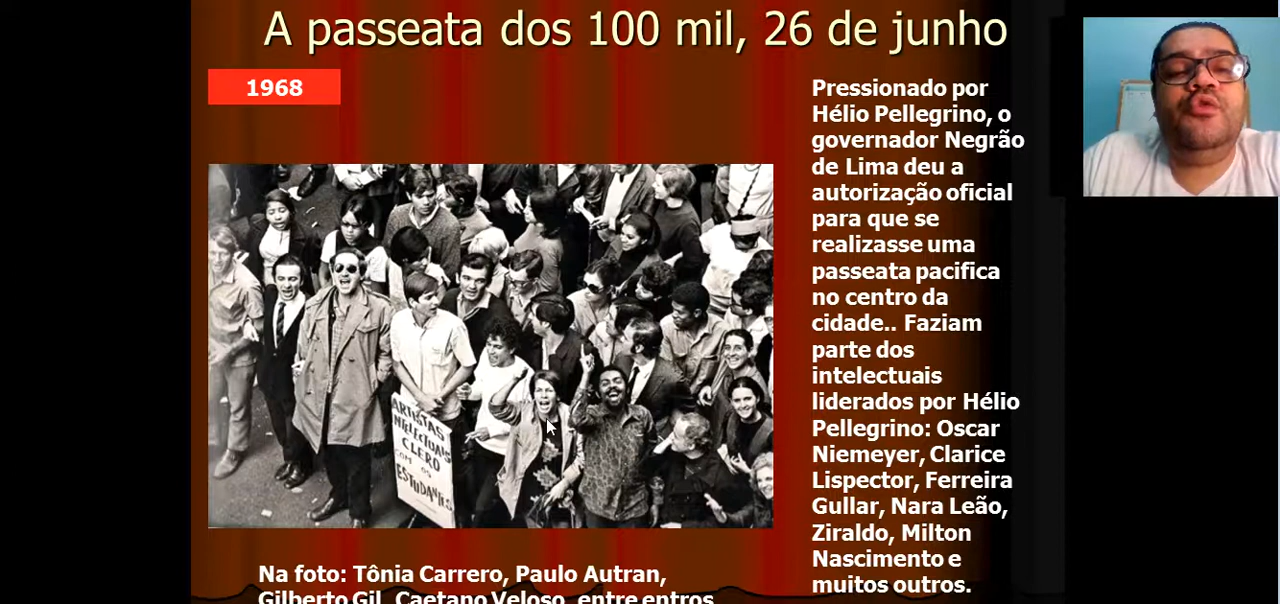 A passeata dos 100 mil, 26 de junho
1968
Pressionado por
Hélio Pellegrino, o
governador Negrão
de Lima deu a
autorização oficial
para que se
realizasse uma
passeata pacifica
no centro da
cidade.. Faziam
parte dos
intelectuais
liderados por Hélio
Pellegrino: Oscar
Niemeyer, Clarice
Lispector, Ferreira
Gullar, Nara Leão,
Ziraldo, Milton
Nascimento e
muitos outros.
ARTISTAS
INTELECTUAIS
CLERO
COM OS
ESTUDANTES
Na foto: Tônia Carrero, Paulo Autran,
Gilberto Gil, Caetano Veloso, entre entros